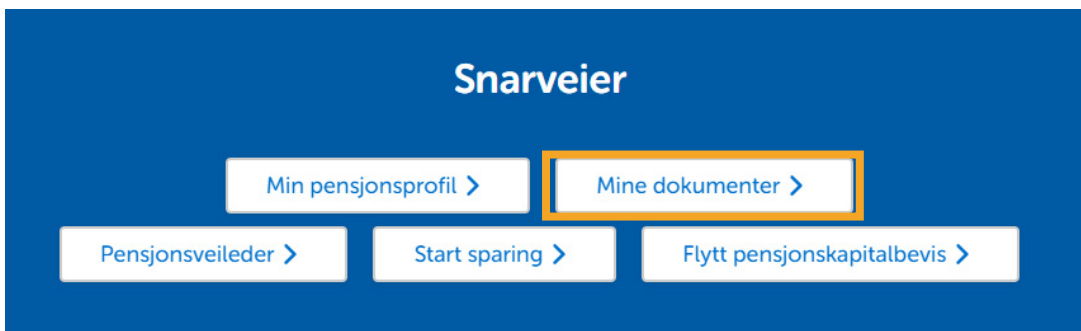 Snarveier
Min pensjonsprofil
Mine dokumenter
Pensjonsveileder
Start sparing
Flytt pensjonskapitalbevis